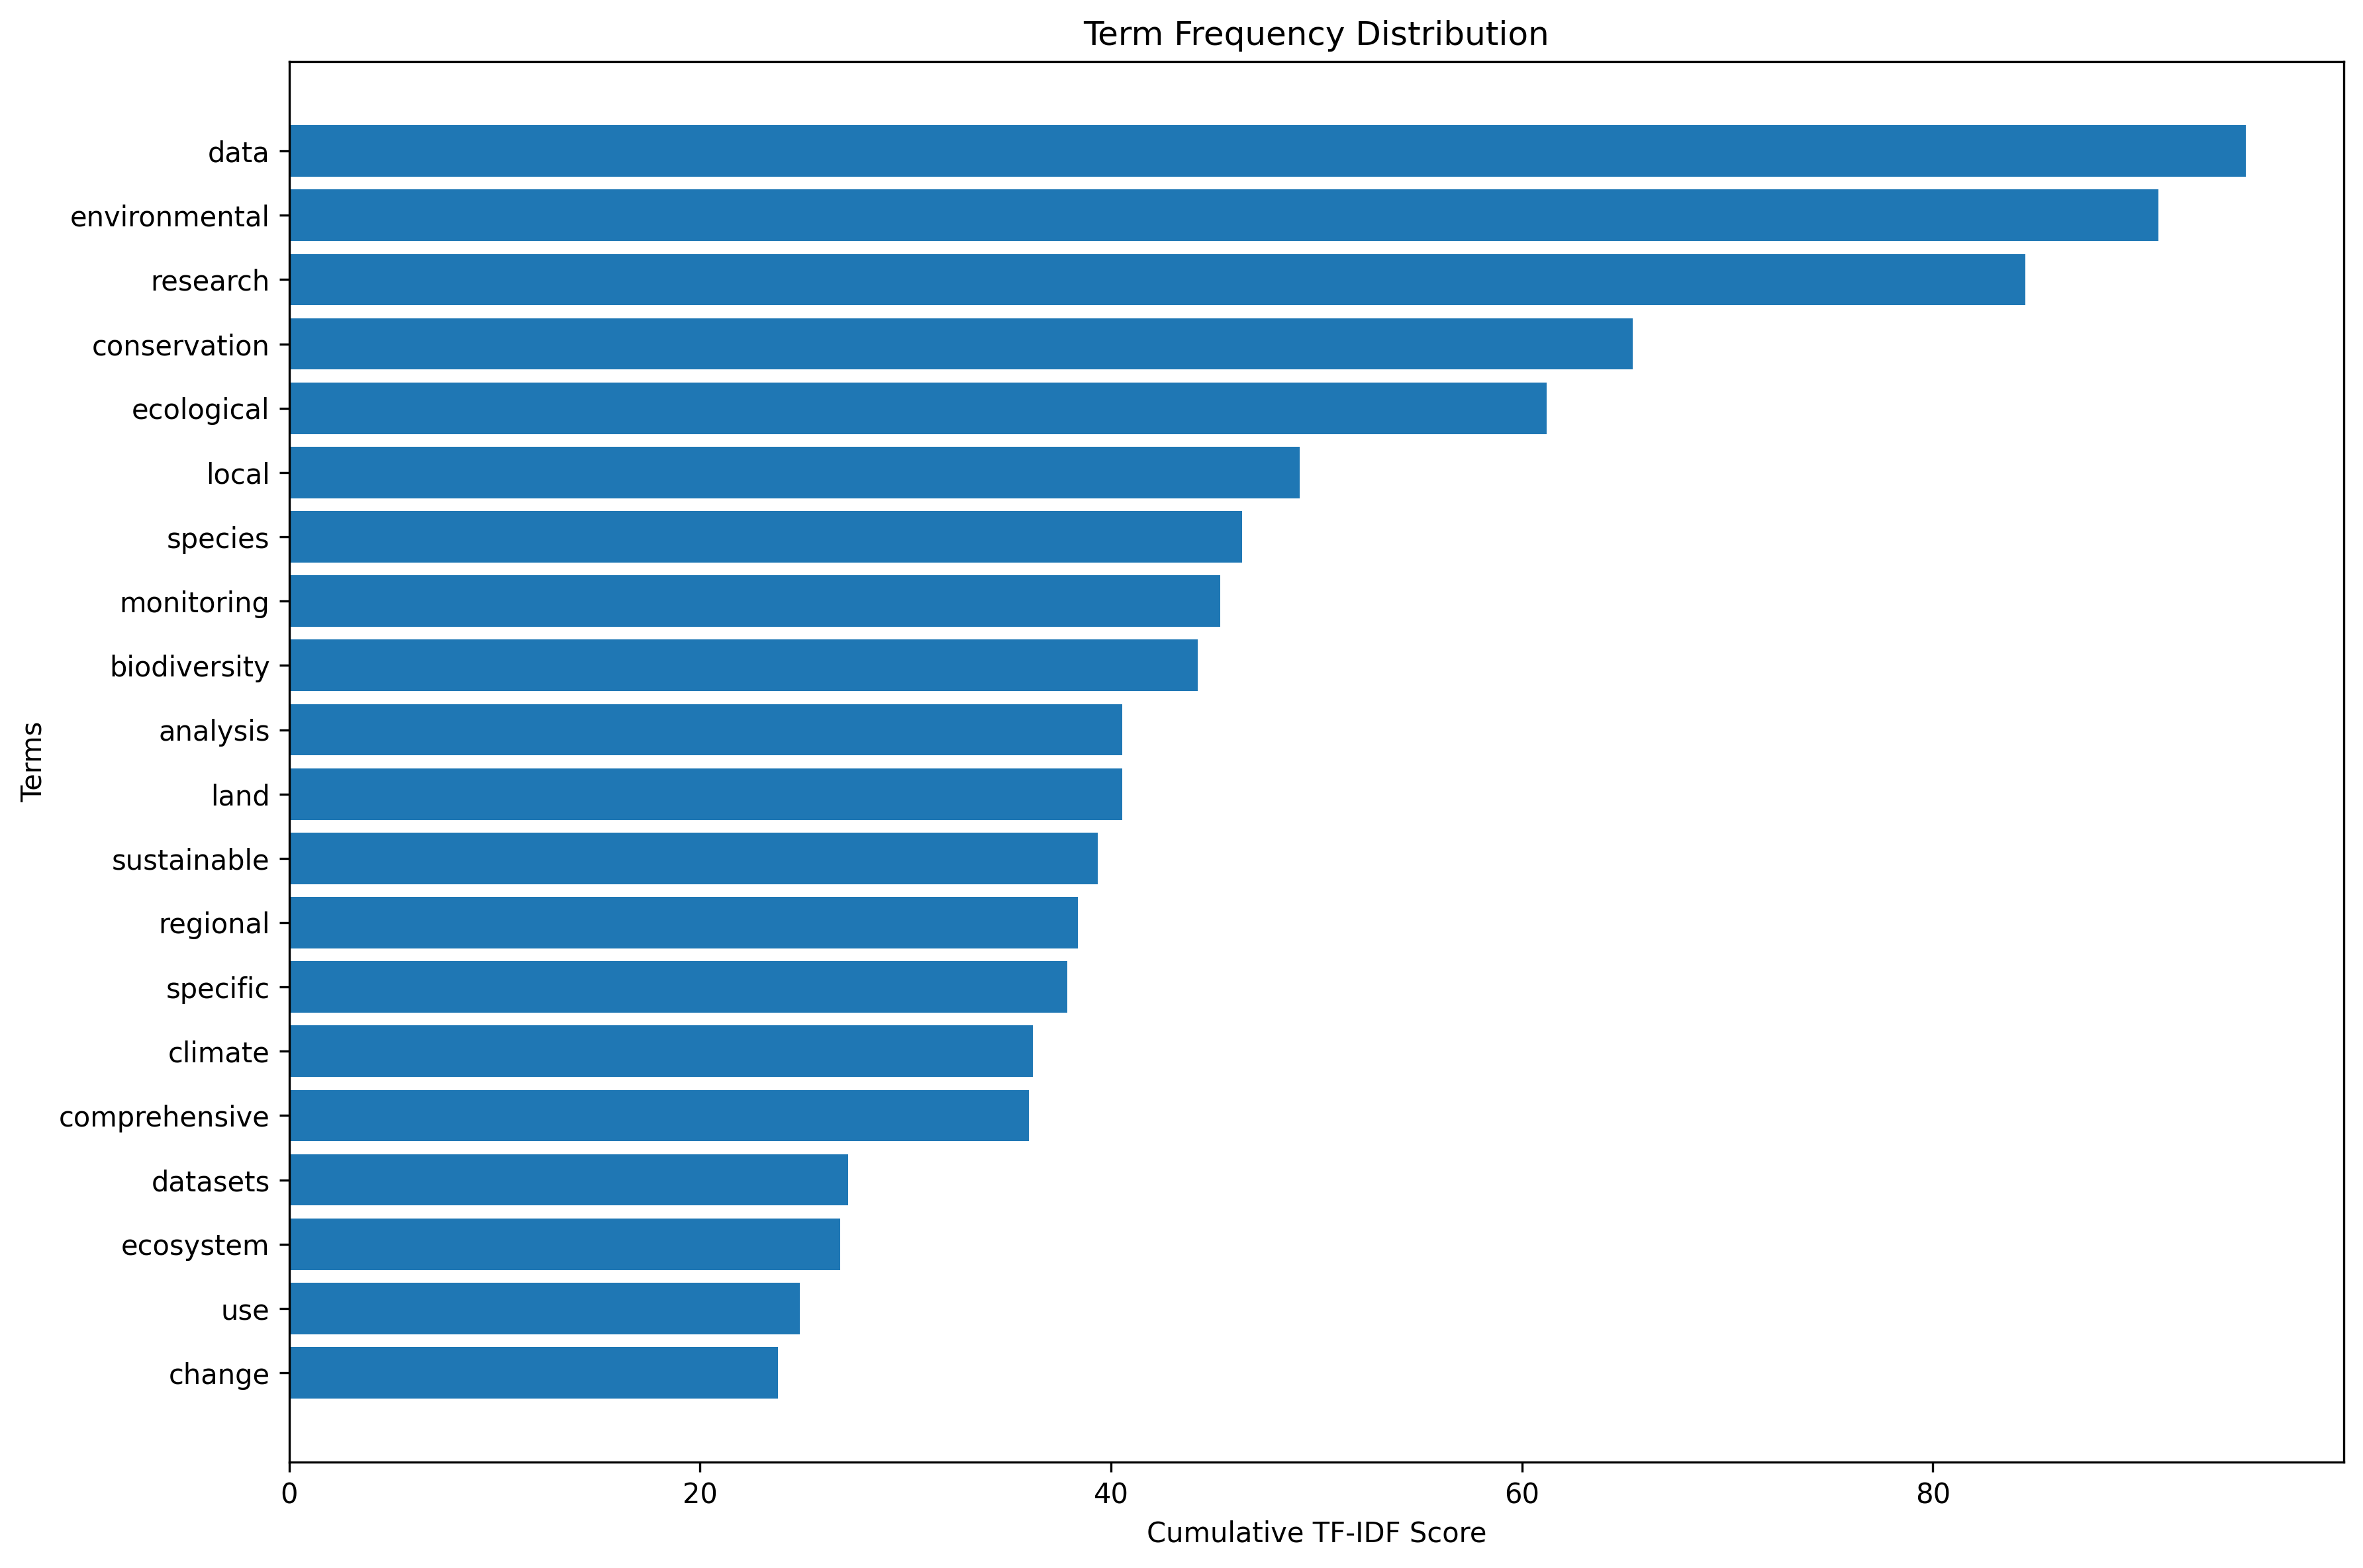 Term Frequency Distribution
data
environmental
research
conservation
ecological
local
species
monitoring
biodiversity
analysis
land
sustainable
regional
specific
climate
comprehensive
datasets
ecosystem
use
change
Terms
0 20 40 60 80
Cumulative TF-IDF Score